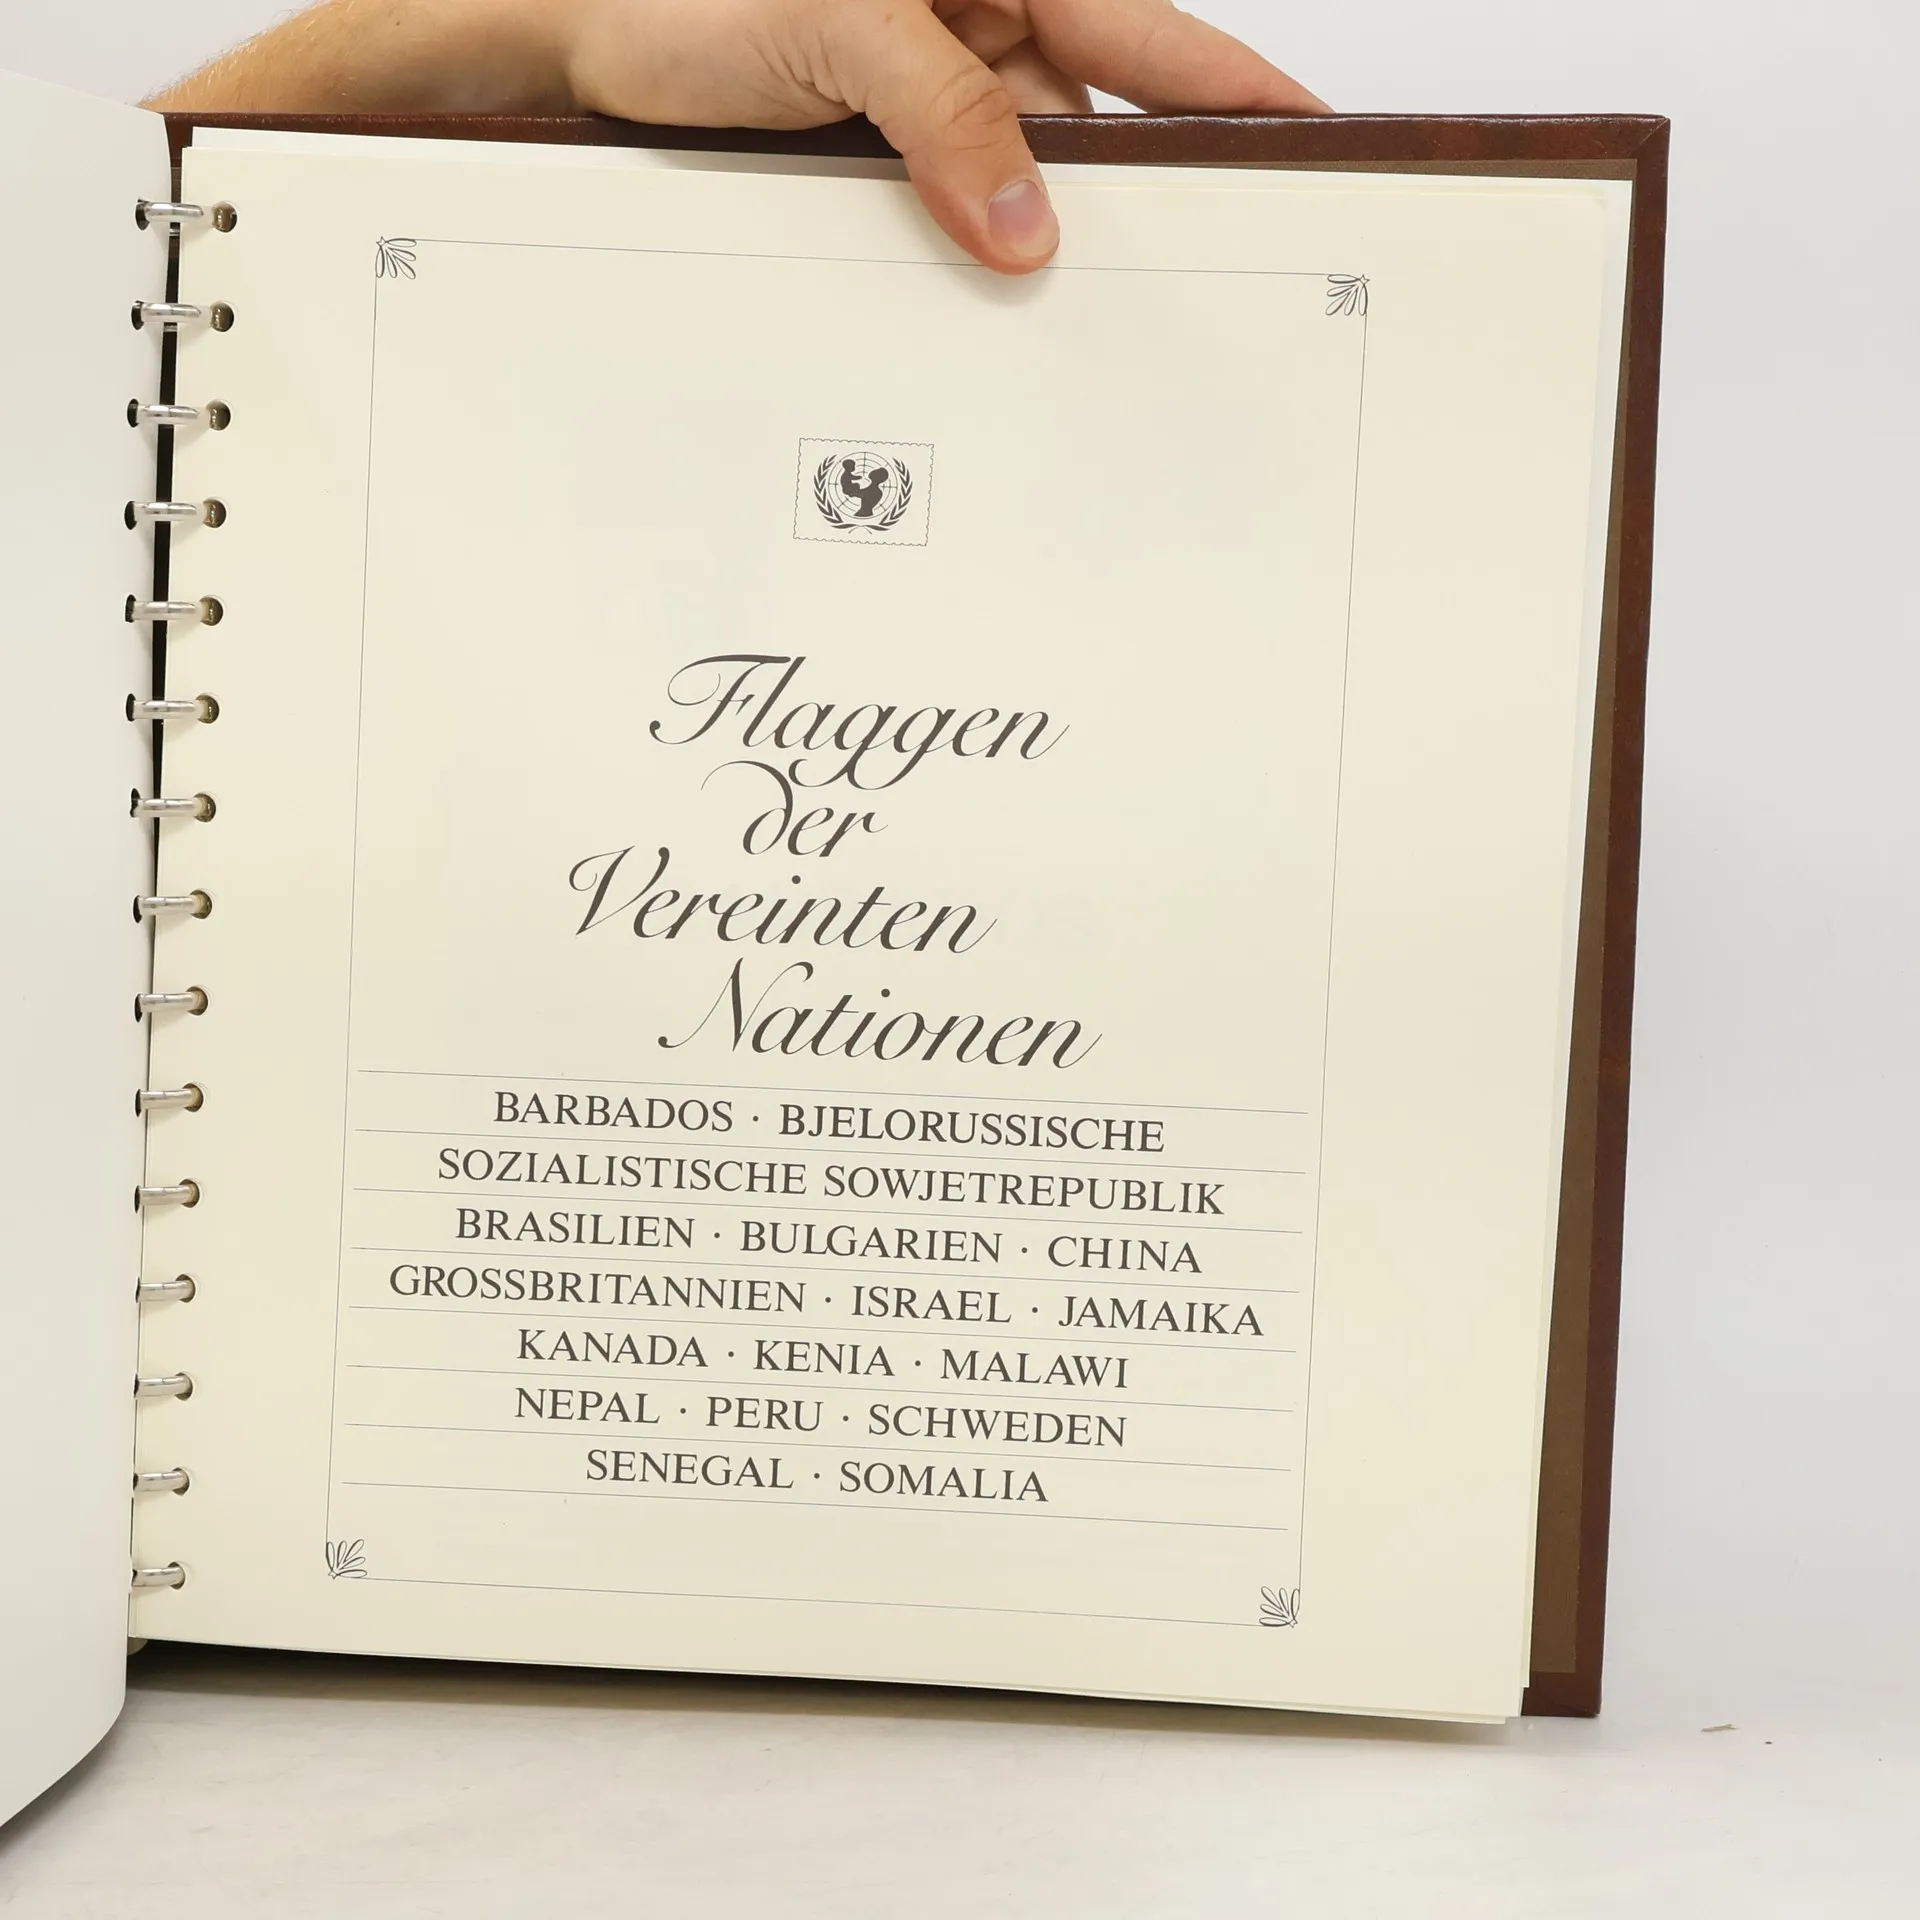 Flaggen
der
Vereinten
Nationen
BARBADOS · BJELORUSSISCHE
SOZIALISTISCHE SOWJETREPUBLIK
BRASILIEN · BULGARIEN · CHINA
GROSSBRITANNIEN · ISRAEL · JAMAIKA
KANADA · KENIA · MALAWI
NEPAL · PERU · SCHWEDEN
SENEGAL · SOMALIA